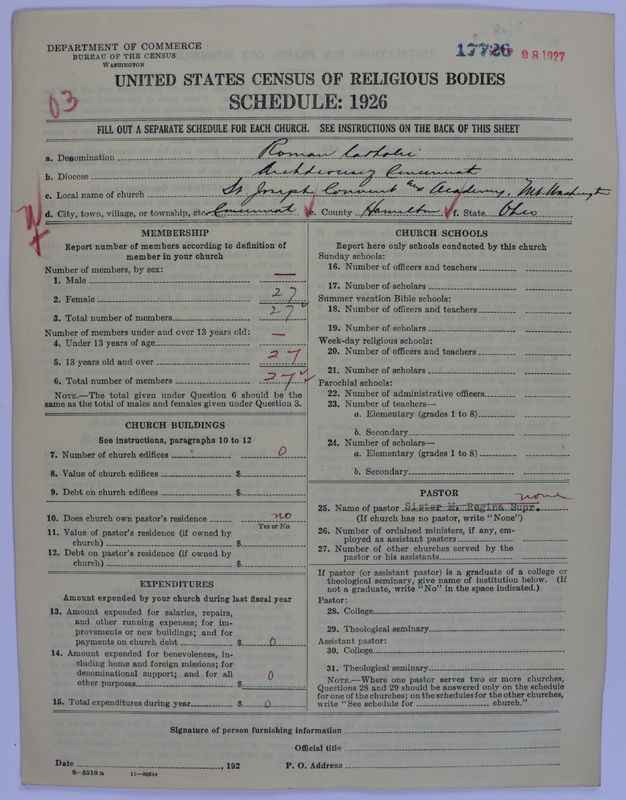 DEPARTMENT OF COMMERCE
BUREAU OF THE CENSUS
WASHINGTON
17726 28 1927
UNITED STATES CENSUS OF RELIGIOUS BODIES
SCHEDULE: 1926
03
FILL OUT A SEPARATE SCHEDULE FOR EACH CHURCH. SEE INSTRUCTIONS ON THE BACK OF THIS SHEET
a. Denomination Roman Catholic
b. Diocese Archdiocese Cincinnati
c. Local name of church St. Joseph Convent and Academy, Mt. Washington
d. City, town, village, or township, etc. Cincinnati e. County Hamilton f. State Ohio
MEMBERSHIP
Report number of members according to definition of
member in your church
Number of members, by sex:
1. Male —
2. Female 27
3. Total number of members 27
Number of members under and over 13 years old:
4. Under 13 years of age —
5. 13 years old and over 27
6. Total number of members 27
NOTE.—The total given under Question 6 should be
same as the total of males and females given under Question 3.
CHURCH BUILDINGS
See instructions, paragraphs 10 to 12
7. Number of church edifices 0
8. Value of church edifices $
9. Debt on church edifices $
10. Does church own pastor's residence no
Yes or No
11. Value of pastor's residence (if owned by
church) $
12. Debt on pastor's residence (if owned by
church) $
EXPENDITURES
Amount expended by your church during last fiscal year
13. Amount expended for salaries, repairs,
and other running expenses; for im-
provements or new buildings; and for
payments on church debt $ 0
14. Amount expended for benevolences, in-
cluding home and foreign missions; for
denominational support; and for all
other purposes $ 0
15. Total expenditures during year $ 0
CHURCH SCHOOLS
Report here only schools conducted by this church
Sunday schools:
16. Number of officers and teachers
17. Number of scholars
Summer vacation Bible schools:
18. Number of officers and teachers
19. Number of scholars
Week-day religious schools:
20. Number of officers and teachers
21. Number of scholars
Parochial schools:
22. Number of administrative officers
23. Number of teachers—
a. Elementary (grades 1 to 8)
b. Secondary
24. Number of scholars—
a. Elementary (grades 1 to 8)
b. Secondary
PASTOR
none
25. Name of pastor Sister M. Regina Supr.
(If church has no pastor, write "None")
26. Number of ordained ministers, if any, em-
ployed as assistant pastors
27. Number of other churches served by the
pastor or his assistants
If pastor (or assistant pastor) is a graduate of a college or
theological seminary, give name of institution below. (If
not a graduate, write "No" in the space indicated.)
Pastor:
28. College
29. Theological seminary
Assistant pastor:
30. College
31. Theological seminary
NOTE.—Where one pastor serves two or more churches,
Questions 28 and 29 should be answered only on the schedule
for one of the churches; on the schedules for the other churches,
write "See schedule for church."
Signature of person furnishing information
Official title
Date , 192 P. O. Address
8—5518 a